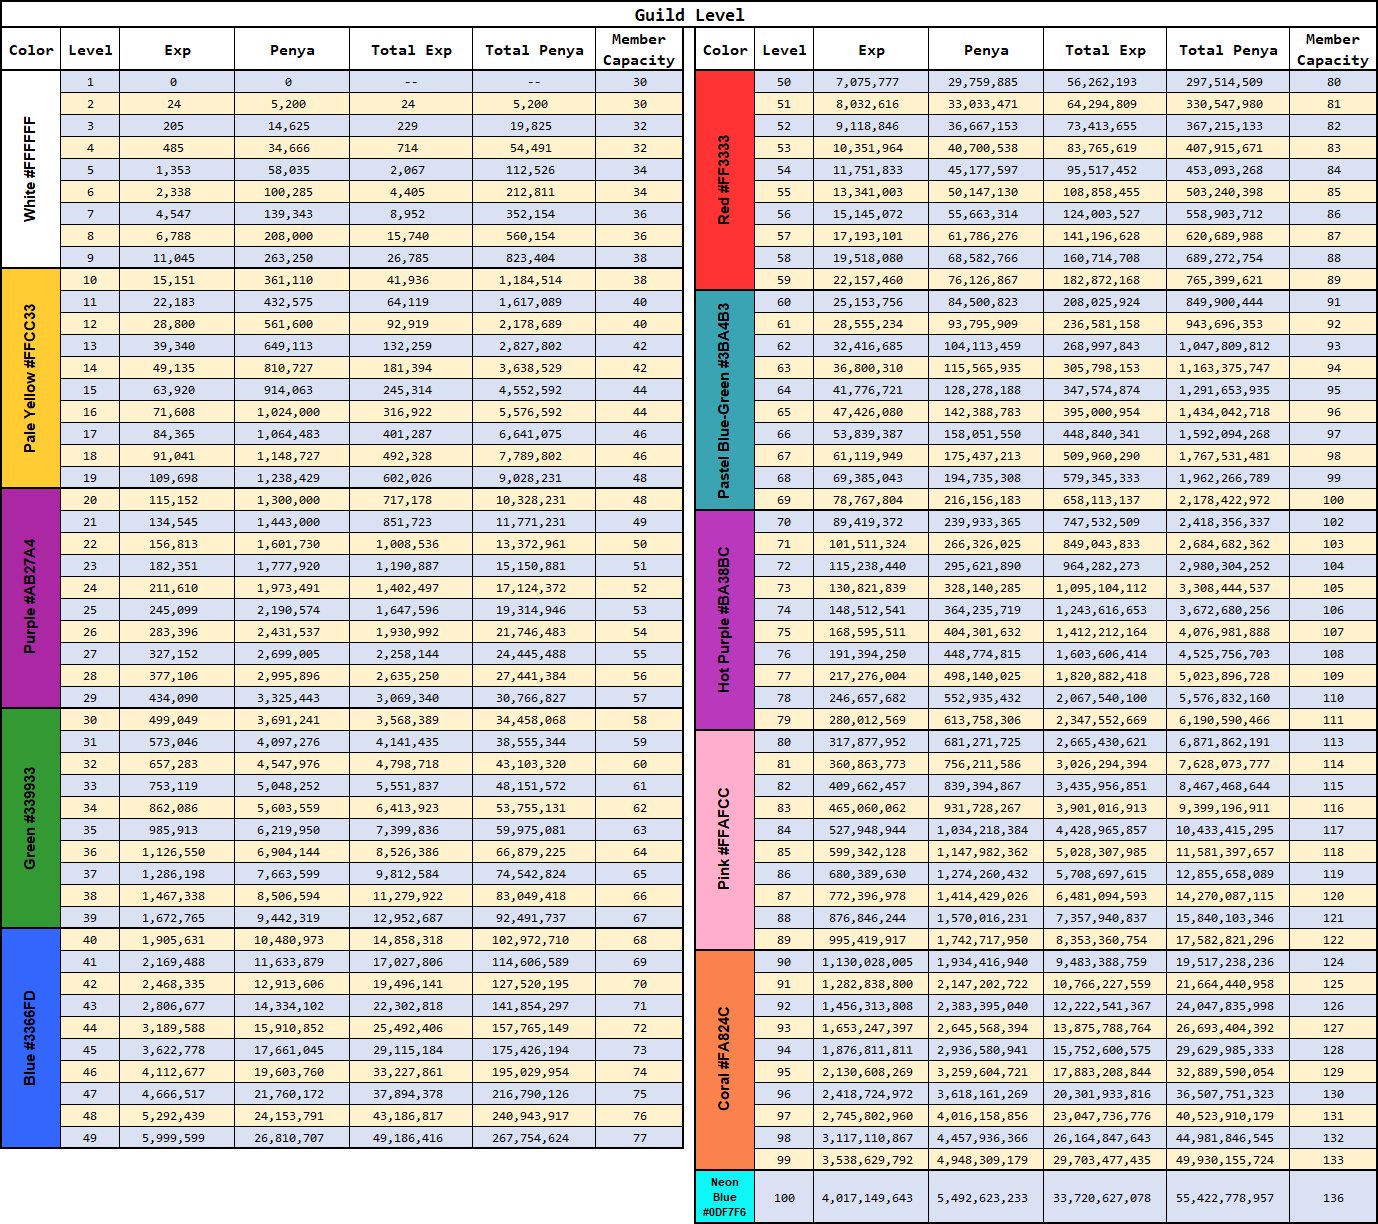 Guild Level
Color Level Exp Penya Total Exp Total Penya Member Capacity
White #FFFFFF
1 0 0 -- -- 30
2 24 5,200 24 5,200 30
3 205 14,625 229 19,825 32
4 485 34,666 714 54,491 32
5 1,353 58,035 2,067 112,526 34
6 2,338 100,285 4,405 212,811 34
7 4,547 139,343 8,952 352,154 36
8 6,788 208,000 15,740 560,154 36
9 11,045 263,250 26,785 823,404 38
Pale Yellow #FFCC33
10 15,151 361,110 41,936 1,184,514 38
11 22,183 432,575 64,119 1,617,089 40
12 28,800 561,600 92,919 2,178,689 40
13 39,340 649,113 132,259 2,827,802 42
14 49,135 810,727 181,394 3,638,529 42
15 63,920 914,063 245,314 4,552,592 44
16 71,608 1,024,000 316,922 5,576,592 44
17 84,365 1,064,483 401,287 6,641,075 46
18 91,041 1,148,727 492,328 7,789,802 46
19 109,698 1,238,429 602,026 9,028,231 48
Purple #AB27A4
20 115,152 1,300,000 717,178 10,328,231 48
21 134,545 1,443,000 851,723 11,771,231 49
22 156,813 1,601,730 1,008,536 13,372,961 50
23 182,351 1,777,920 1,190,887 15,150,881 51
24 211,610 1,973,491 1,402,497 17,124,372 52
25 245,099 2,190,574 1,647,596 19,314,946 53
26 283,396 2,431,537 1,930,992 21,746,483 54
27 327,152 2,699,005 2,258,144 24,445,488 55
28 377,106 2,995,896 2,635,250 27,441,384 56
29 434,090 3,325,443 3,069,340 30,766,827 57
Green #339933
30 499,049 3,691,241 3,568,389 34,458,068 58
31 573,046 4,097,276 4,141,435 38,555,344 59
32 657,283 4,547,976 4,798,718 43,103,320 60
33 753,119 5,048,252 5,551,837 48,151,572 61
34 862,086 5,603,559 6,413,923 53,755,131 62
35 985,913 6,219,950 7,399,836 59,975,081 63
36 1,126,550 6,904,144 8,526,386 66,879,225 64
37 1,286,198 7,663,599 9,812,584 74,542,824 65
38 1,467,338 8,506,594 11,279,922 83,049,418 66
39 1,672,765 9,442,319 12,952,687 92,491,737 67
Blue #3366FD
40 1,905,631 10,480,973 14,858,318 102,972,710 68
41 2,169,488 11,633,879 17,027,806 114,606,589 69
42 2,468,335 12,913,606 19,496,141 127,520,195 70
43 2,806,677 14,334,102 22,302,818 141,854,297 71
44 3,189,588 15,910,852 25,492,406 157,765,149 72
45 3,622,778 17,661,045 29,115,184 175,426,194 73
46 4,112,677 19,603,760 33,227,861 195,029,954 74
47 4,666,517 21,760,172 37,894,378 216,790,126 75
48 5,292,439 24,153,791 43,186,817 240,943,917 76
49 5,999,599 26,810,707 49,186,416 267,754,624 77
Color Level Exp Penya Total Exp Total Penya Member Capacity
Red #FF3333
50 7,075,777 29,759,885 56,262,193 297,514,509 80
51 8,032,616 33,033,471 64,294,809 330,547,980 81
52 9,118,846 36,667,153 73,413,655 367,215,133 82
53 10,351,964 40,700,538 83,765,619 407,915,671 83
54 11,751,833 45,177,597 95,517,452 453,093,268 84
55 13,341,003 50,147,130 108,858,455 503,240,398 85
56 15,145,072 55,663,314 124,003,527 558,903,712 86
57 17,193,101 61,786,276 141,196,628 620,689,988 87
58 19,518,080 68,582,766 160,714,708 689,272,754 88
59 22,157,460 76,126,867 182,872,168 765,399,621 89
Pastel Blue-Green #3BA4B3
60 25,153,756 84,500,823 208,025,924 849,900,444 91
61 28,555,234 93,795,909 236,581,158 943,696,353 92
62 32,416,685 104,113,459 268,997,843 1,047,809,812 93
63 36,800,310 115,565,935 305,798,153 1,163,375,747 94
64 41,776,721 128,278,188 347,574,874 1,291,653,935 95
65 47,426,080 142,388,783 395,000,954 1,434,042,718 96
66 53,839,387 158,051,550 448,840,341 1,592,094,268 97
67 61,119,949 175,437,213 509,960,290 1,767,531,481 98
68 69,385,043 194,735,308 579,345,333 1,962,266,789 99
69 78,767,804 216,156,183 658,113,137 2,178,422,972 100
Hot Purple #BA38BC
70 89,419,372 239,933,365 747,532,509 2,418,356,337 102
71 101,511,324 266,326,025 849,043,833 2,684,682,362 103
72 115,238,440 295,621,890 964,282,273 2,980,304,252 104
73 130,821,839 328,140,285 1,095,104,112 3,308,444,537 105
74 148,512,541 364,235,719 1,243,616,653 3,672,680,256 106
75 168,595,511 404,301,632 1,412,212,164 4,076,981,888 107
76 191,394,250 448,774,815 1,603,606,414 4,525,756,703 108
77 217,276,004 498,140,025 1,820,882,418 5,023,896,728 109
78 246,657,682 552,935,432 2,067,540,100 5,576,832,160 110
79 280,012,569 613,758,306 2,347,552,669 6,190,590,466 111
Pink #FFAFCC
80 317,877,952 681,271,725 2,665,430,621 6,871,862,191 113
81 360,863,773 756,211,586 3,026,294,394 7,628,073,777 114
82 409,662,457 839,394,867 3,435,956,851 8,467,468,644 115
83 465,060,062 931,728,267 3,901,016,913 9,399,196,911 116
84 527,948,944 1,034,218,384 4,428,965,857 10,433,415,295 117
85 599,342,128 1,147,982,362 5,028,307,985 11,581,397,657 118
86 680,389,630 1,274,260,432 5,708,697,615 12,855,658,089 119
87 772,396,978 1,414,429,026 6,481,094,593 14,270,087,115 120
88 876,846,244 1,570,016,231 7,357,940,837 15,840,103,346 121
89 995,419,917 1,742,717,950 8,353,360,754 17,582,821,296 122
Coral #FA824C
90 1,130,028,005 1,934,416,940 9,483,388,759 19,517,238,236 124
91 1,282,838,800 2,147,202,722 10,766,227,559 21,664,440,958 125
92 1,456,313,808 2,383,395,040 12,222,541,367 24,047,835,998 126
93 1,653,247,397 2,645,568,394 13,875,788,764 26,693,404,392 127
94 1,876,811,811 2,936,580,941 15,752,600,575 29,629,985,333 128
95 2,130,608,269 3,259,604,721 17,883,208,844 32,889,590,054 129
96 2,418,724,972 3,618,161,269 20,301,933,816 36,507,751,323 130
97 2,745,802,960 4,016,158,856 23,047,736,776 40,523,910,179 131
98 3,117,110,867 4,457,936,366 26,164,847,643 44,981,846,545 132
99 3,538,629,792 4,948,309,179 29,703,477,435 49,930,155,724 133
Neon
Blue
#0DF7F6
100 4,017,149,643 5,492,623,233 33,720,627,078 55,422,778,957 136